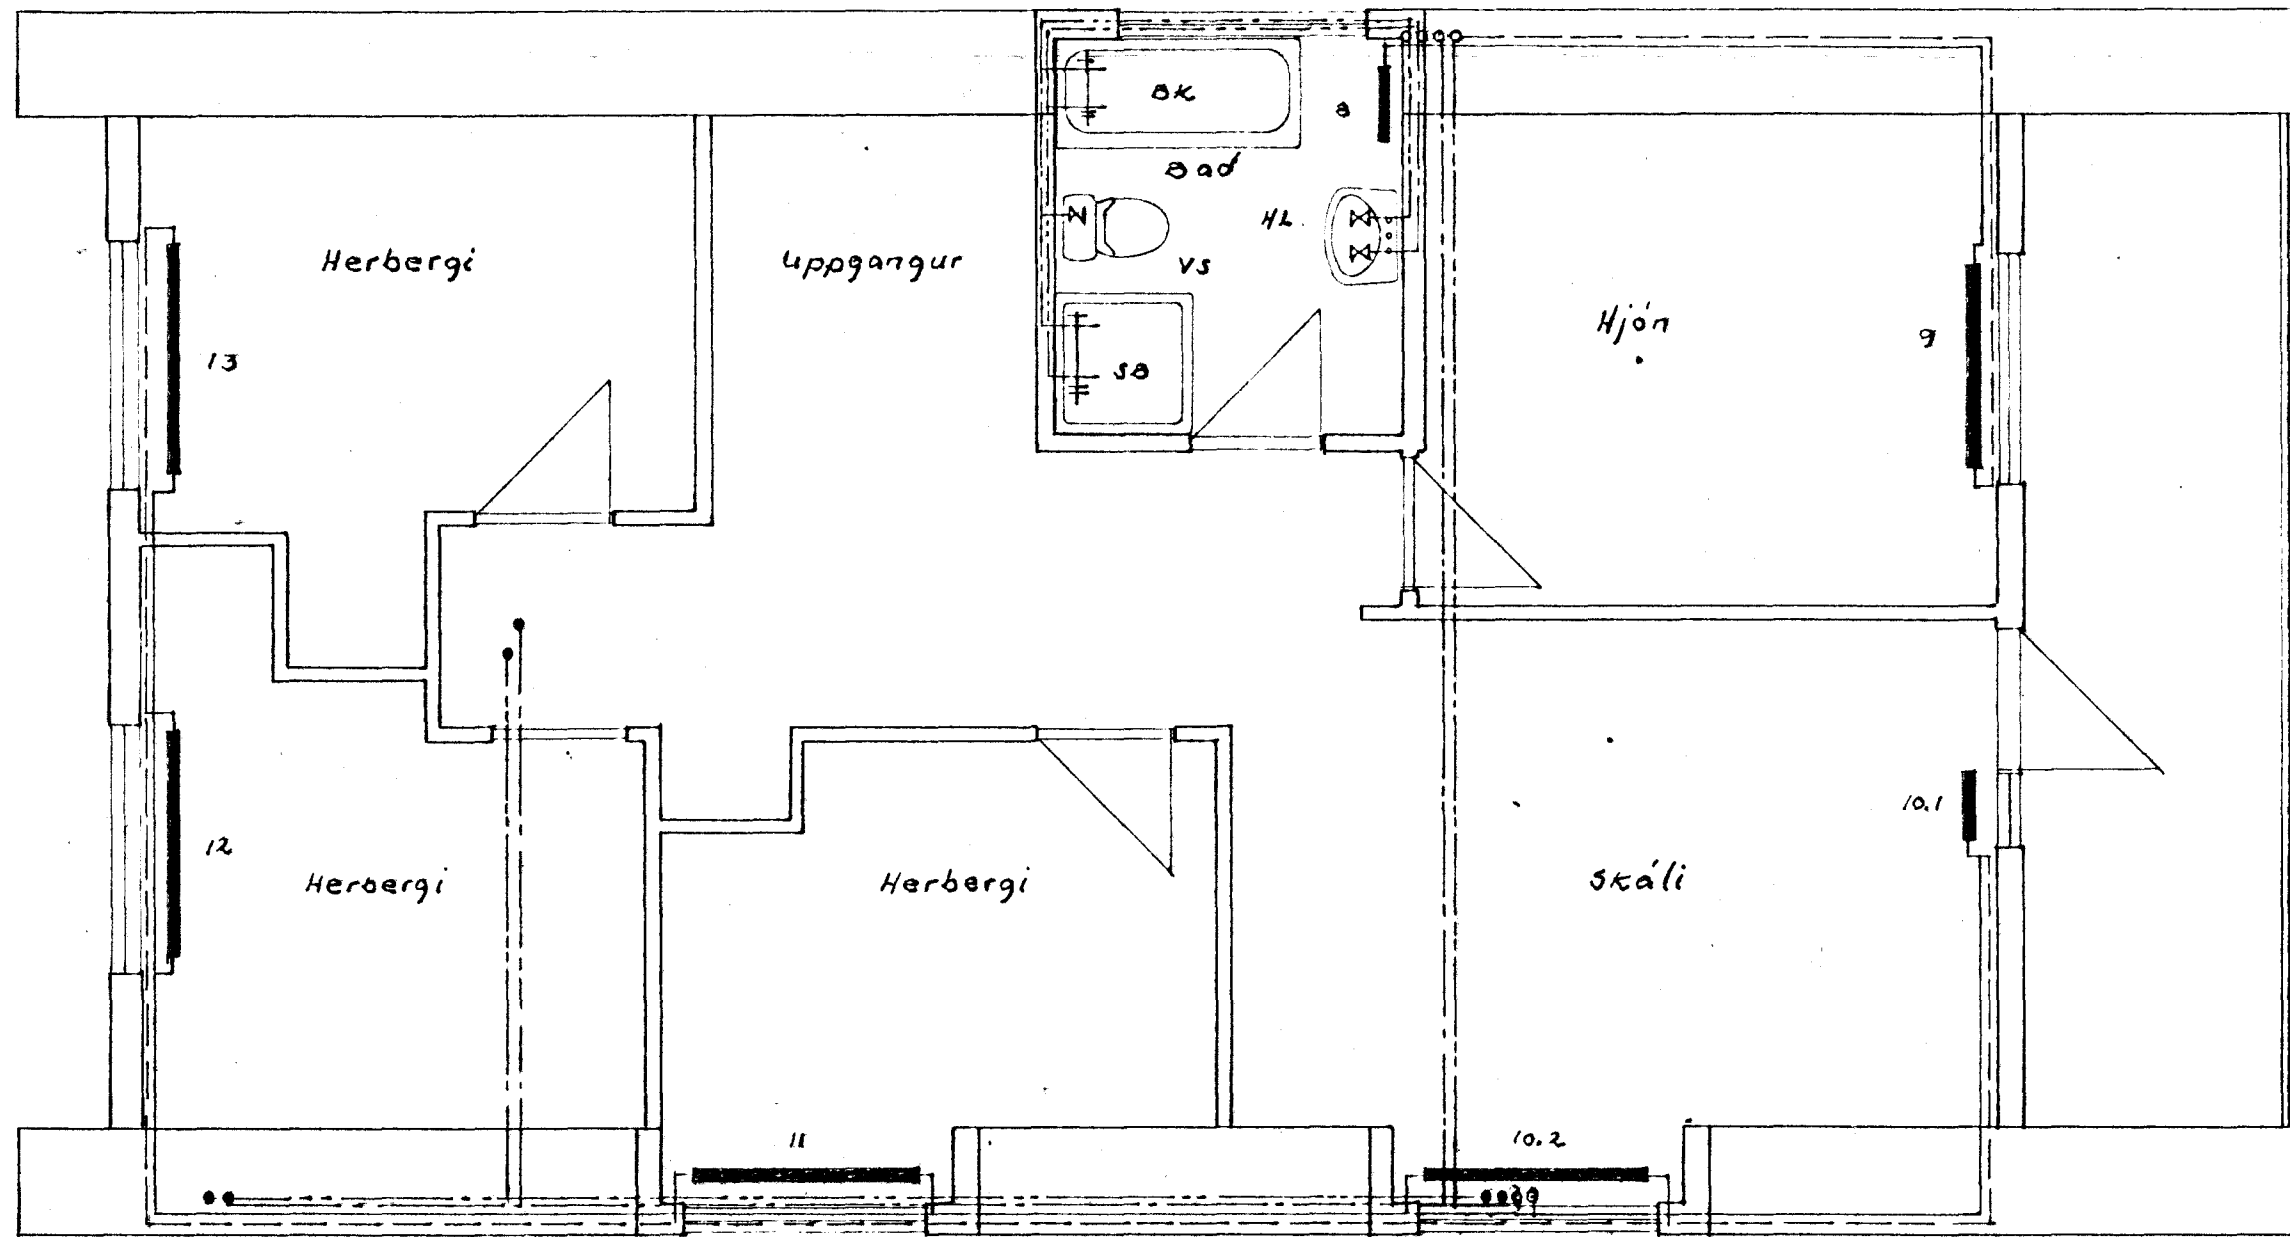 BK
8
Bað
HL.
VS
SB
Herbergi
Uppgangur
Hjón
9
13
10.1
12
Herbergi
Herbergi
Skáli
11
10.2